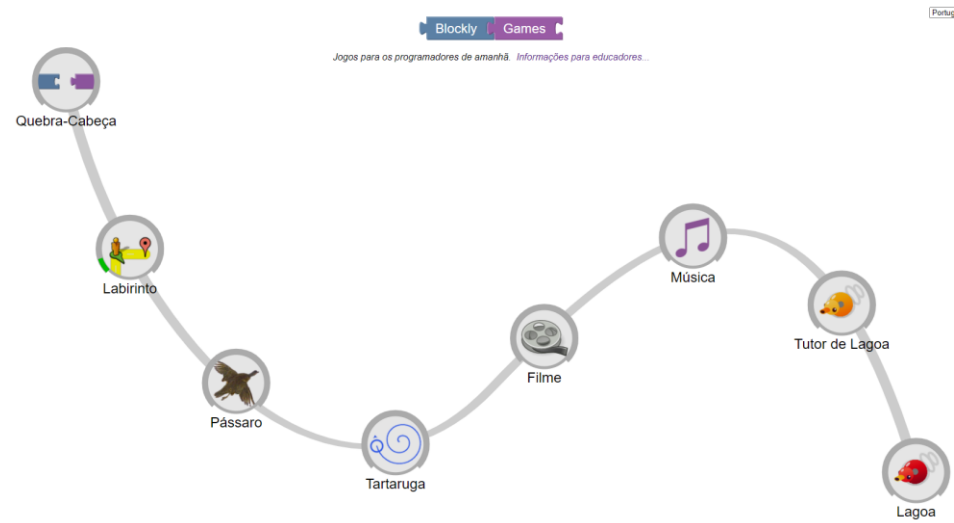 Portug
Blockly Games
Jogos para os programadores de amanhã. Informações para educadores...
Quebra-Cabeça
Labirinto
Pássaro
Tartaruga
Filme
Música
Tutor de Lagoa
Lagoa